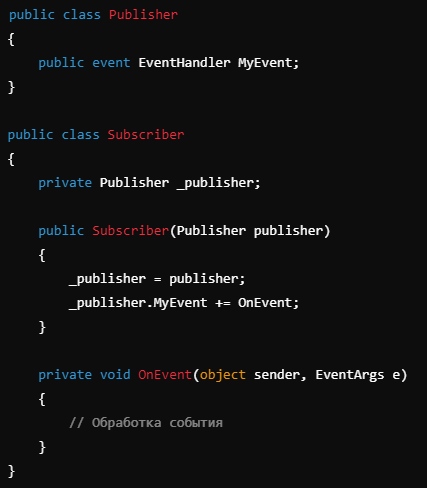 public class Publisher
{
    public event EventHandler MyEvent;
}

public class Subscriber
{
    private Publisher _publisher;

    public Subscriber(Publisher publisher)
    {
        _publisher = publisher;
        _publisher.MyEvent += OnEvent;
    }

    private void OnEvent(object sender, EventArgs e)
    {
        // Обработка события
    }
}